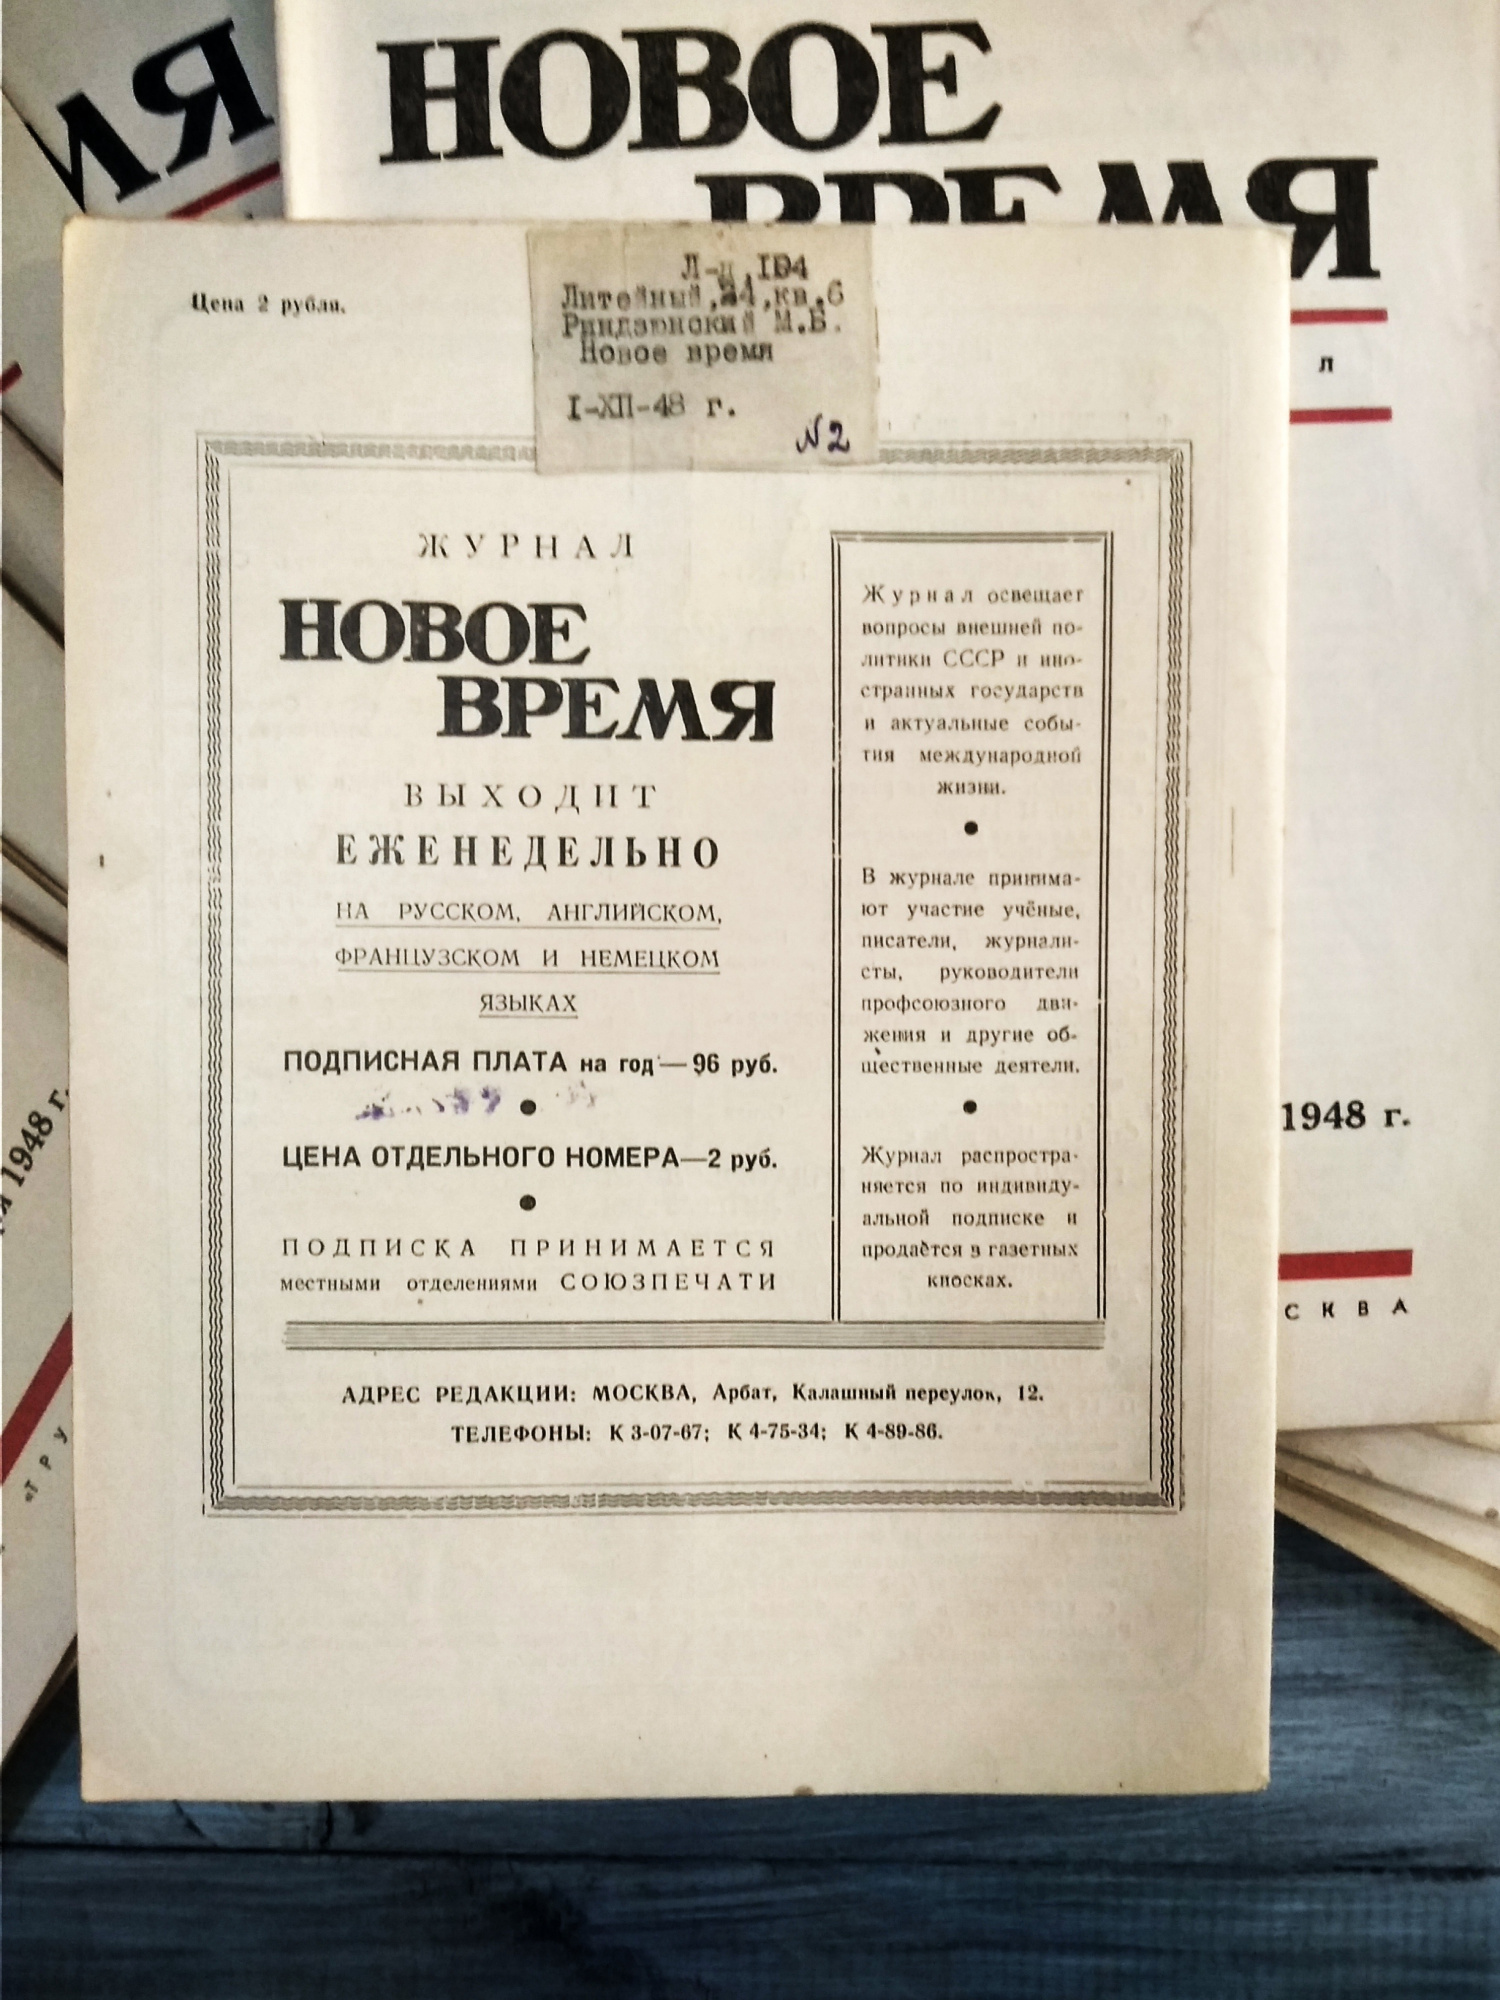 ИЯ
НОВОЕ
ВРЕМЯ
Л
1948 г.
СКВА
1948 г.
«ТРУ
Цена 2 рубля.
Л-д,
Литейный, кв.6
М.Б.
Новое время
I-XII-48 г.
№2
ЖУРНАЛ
НОВОЕ
ВРЕМЯ
ВЫХОДИТ
ЕЖЕНЕДЕЛЬНО
НА РУССКОМ, АНГЛИЙСКОМ,
ФРАНЦУЗСКОМ И НЕМЕЦКОМ
ЯЗЫКАХ
ПОДПИСНАЯ ПЛАТА на год — 96 руб.
ЦЕНА ОТДЕЛЬНОГО НОМЕРА—2 руб.
ПОДПИСКА ПРИНИМАЕТСЯ
местными отделениями СОЮЗПЕЧАТИ
Журнал освещает
вопросы внешней по-
литики СССР и ино-
странных государств
и актуальные собы-
тия международной
жизни.
В журнале принима-
ют участие учёные,
писатели, журнали-
сты, руководители
профсоюзного дви-
жения и другие об-
щественные деятели.
Журнал распростра-
няется по индивиду-
альной подписке и
продаётся в газетных
киосках.
АДРЕС РЕДАКЦИИ: МОСКВА, Арбат, Калашный переулок, 12.
ТЕЛЕФОНЫ: К 3-07-67; К 4-75-34; К 4-89-86.